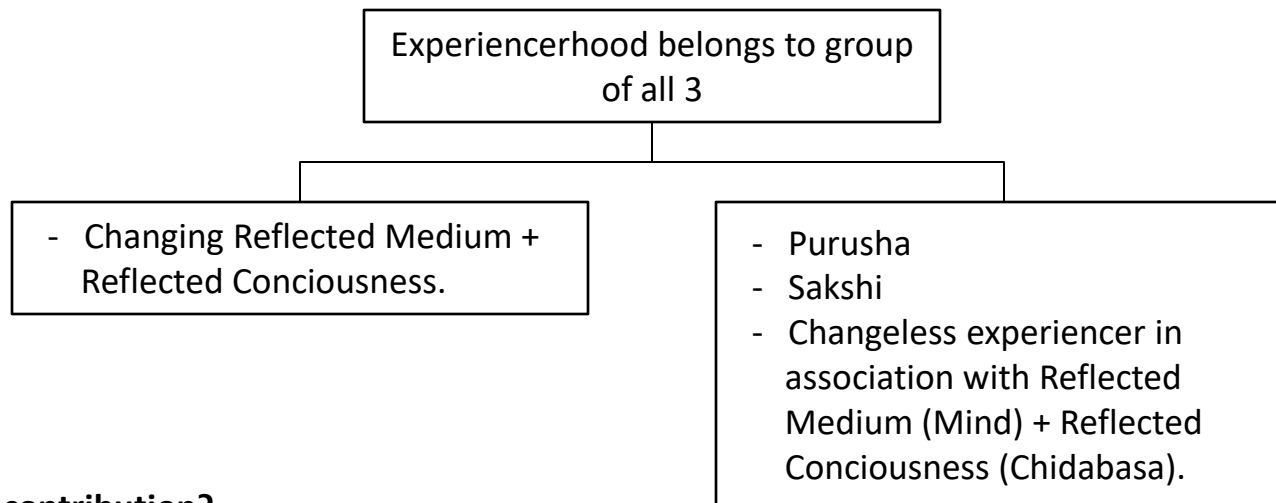 Experiencerhood belongs to group
of all 3
- Changing Reflected Medium +
Reflected Conciousness.
- Purusha
- Sakshi
- Changeless experiencer in
association with Reflected
Medium (Mind) + Reflected
Conciousness (Chidabasa).
contribution?